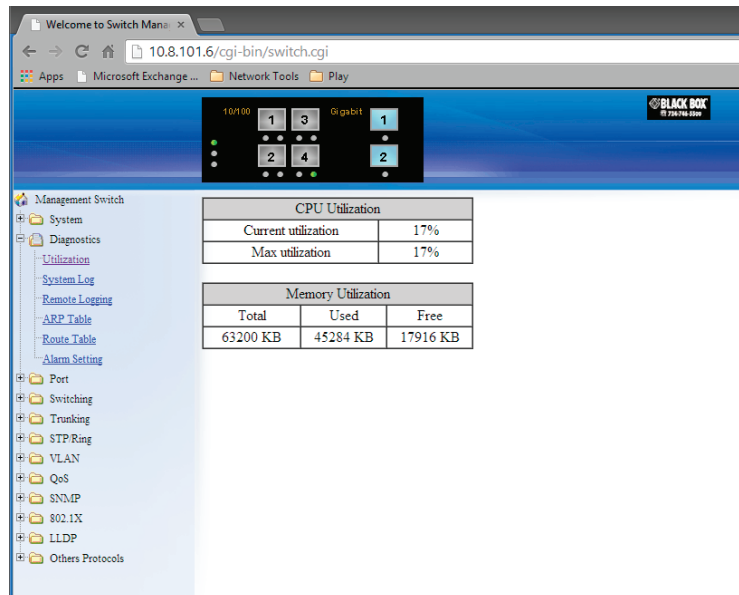 Welcome to Switch Mana
10.8.101.6/cgi-bin/switch.cgi
Apps Microsoft Exchange ... Network Tools Play
10/100 1 3 Gigabit 1
2 4 2
BLACK BOX
724-746-5500
Management Switch
System
Diagnostics
Utilization
System Log
Remote Logging
ARP Table
Route Table
Alarm Setting
Port
Switching
Trunking
STP/Ring
VLAN
QoS
SNMP
802.1X
LLDP
Others Protocols
CPU Utilization
Current utilization 17%
Max utilization 17%
Memory Utilization
Total Used Free
63200 KB 45284 KB 17916 KB